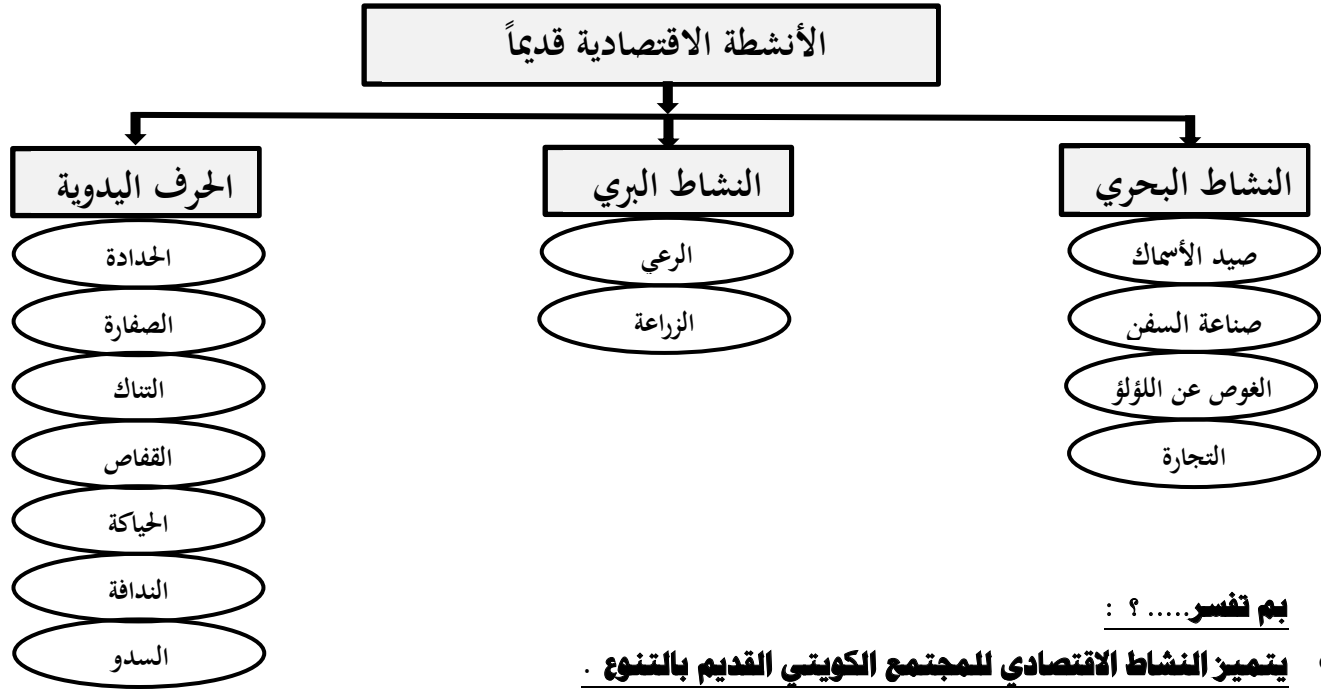 الأنشطة الاقتصادية قديماً
النشاط البحري
صيد الأسماك
صناعة السفن
الغوص عن اللؤلؤ
التجارة
النشاط البري
الرعي
الزراعة
الحرف اليدوية
الحدادة
الصفارة
التناك
القفاص
الحياكة
الندافة
السدو
بم تفسر.....؟ :
• يتميز النشاط الاقتصادي للمجتمع الكويتي القديم بالتنوع .